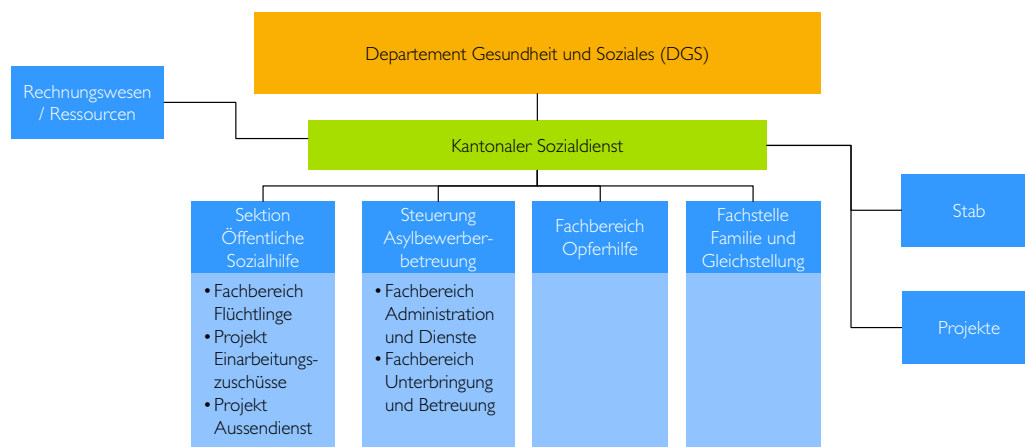 Departement Gesundheit und Soziales (DGS)
Rechnungswesen
/ Ressourcen
Kantonaler Sozialdienst
Stab
Projekte
Sektion
Öffentliche
Sozialhilfe
• Fachbereich
Flüchtlinge
• Projekt
Einarbeitungs-
zuschüsse
• Projekt
Aussendienst
Steuerung
Asylbewerber-
betreuung
• Fachbereich
Administration
und Dienste
• Fachbereich
Unterbringung
und Betreuung
Fachbereich
Opferhilfe
Fachstelle
Familie und
Gleichstellung